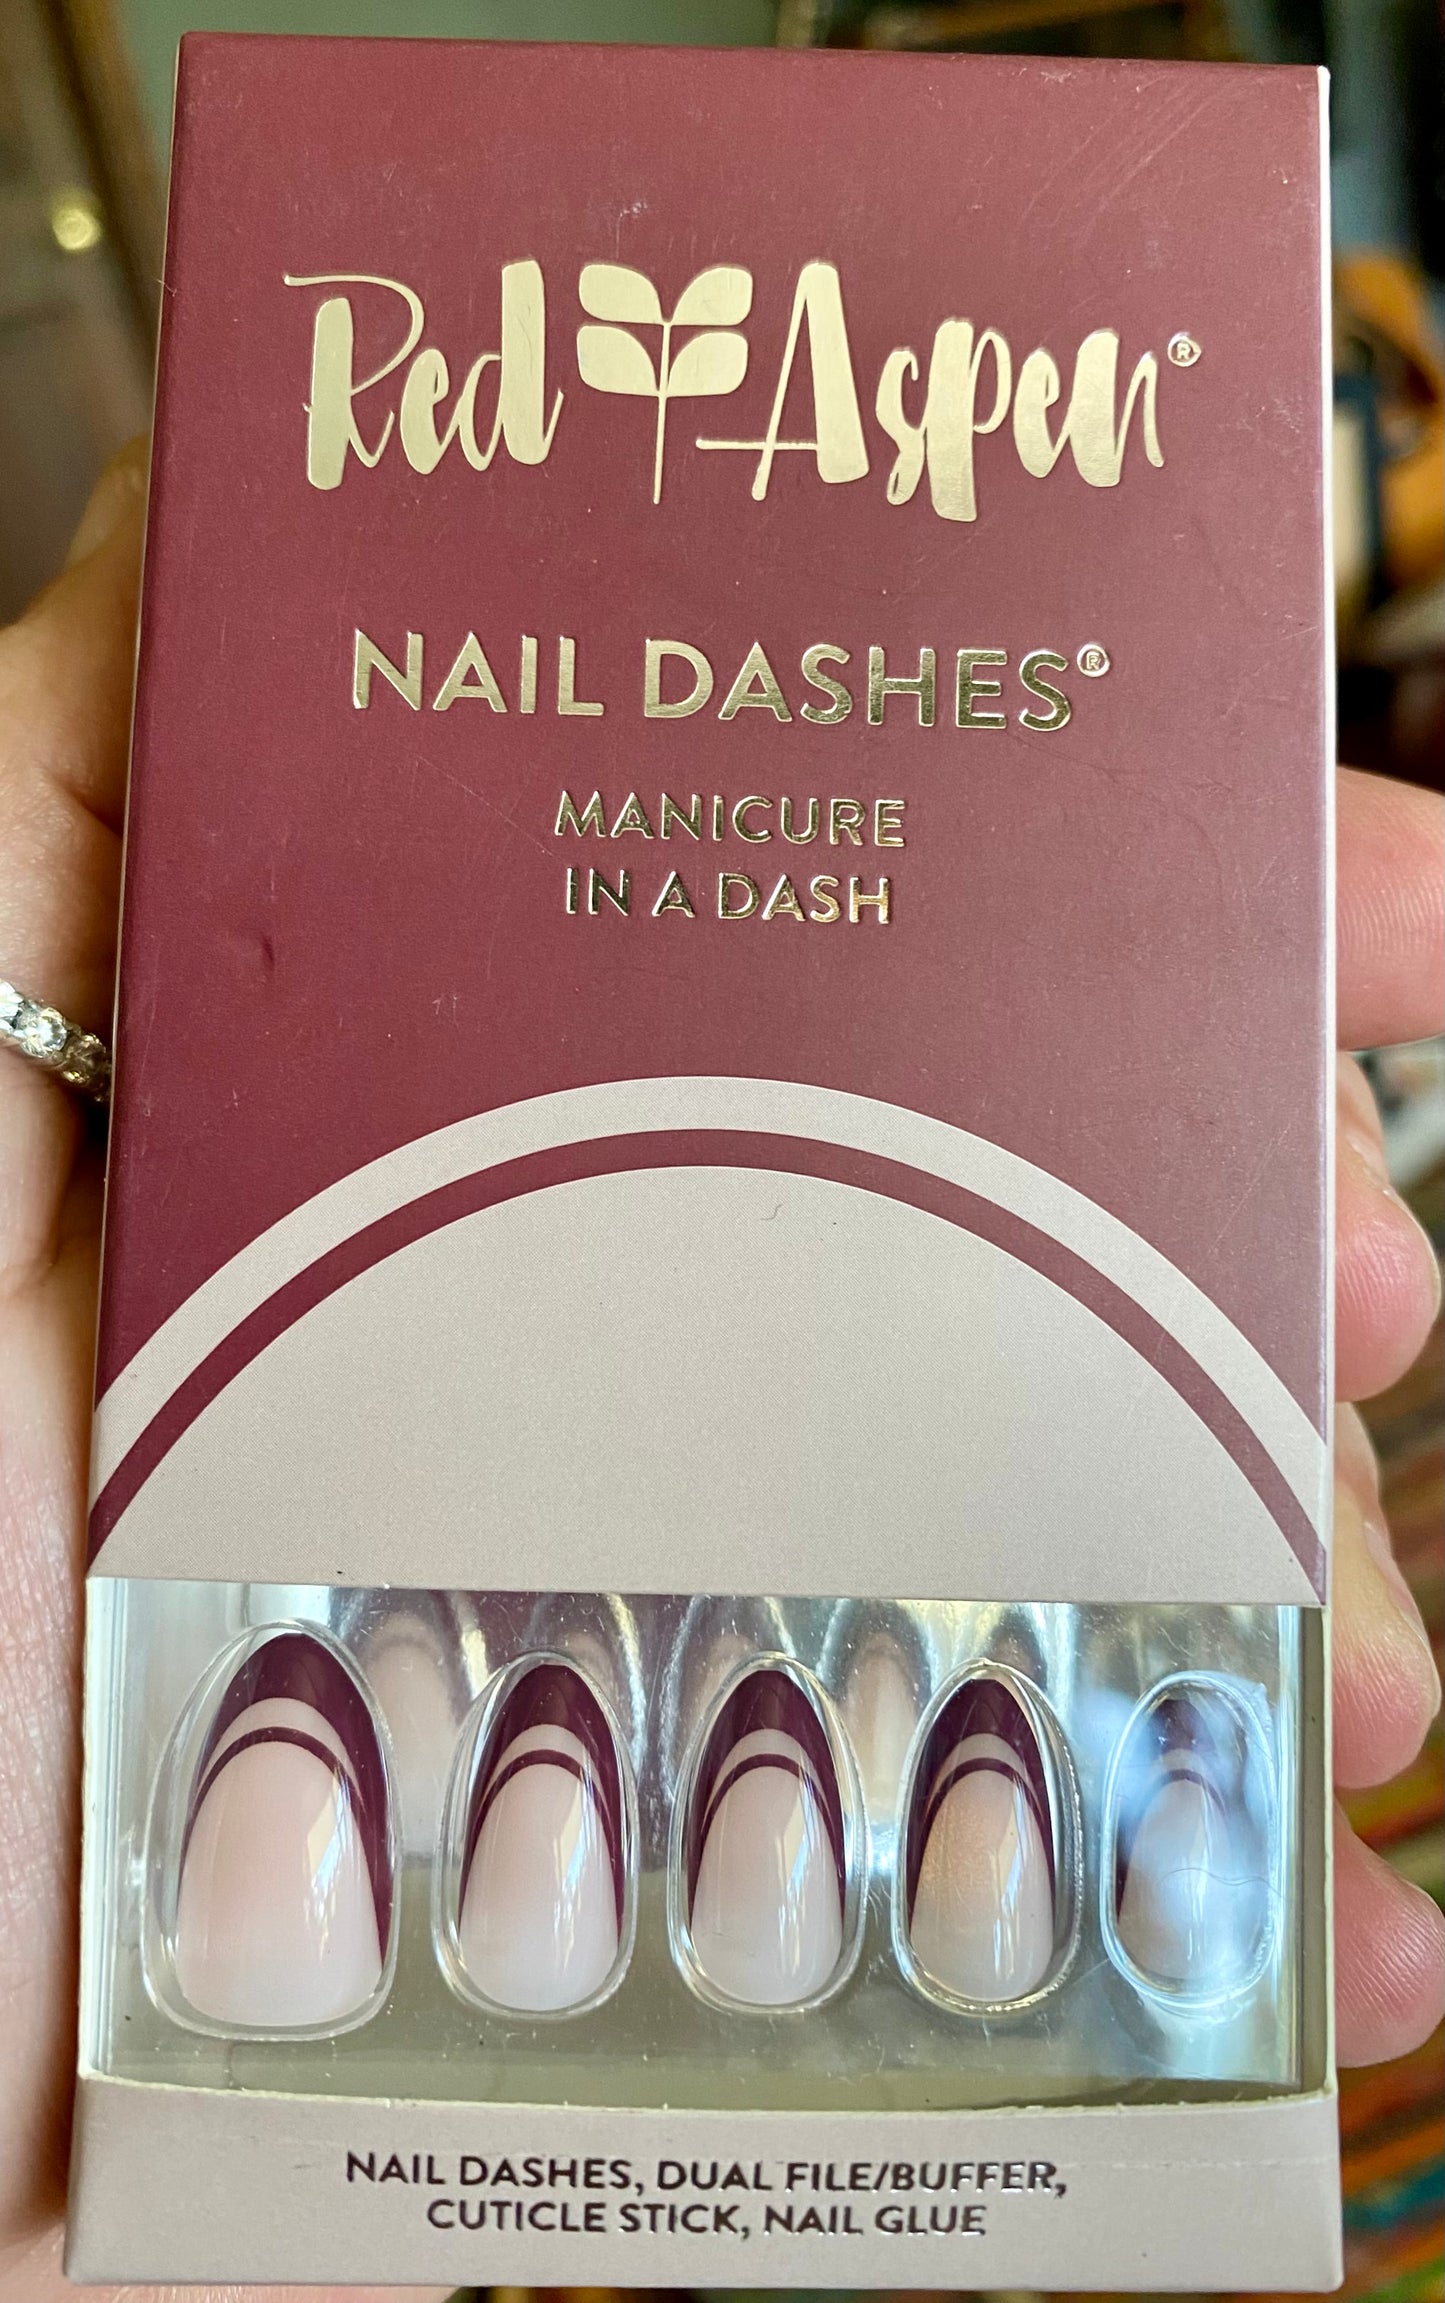 Red Aspen®
NAIL DASHES®
MANICURE
IN A DASH
NAIL DASHES, DUAL FILE/BUFFER,
CUTICLE STICK, NAIL GLUE